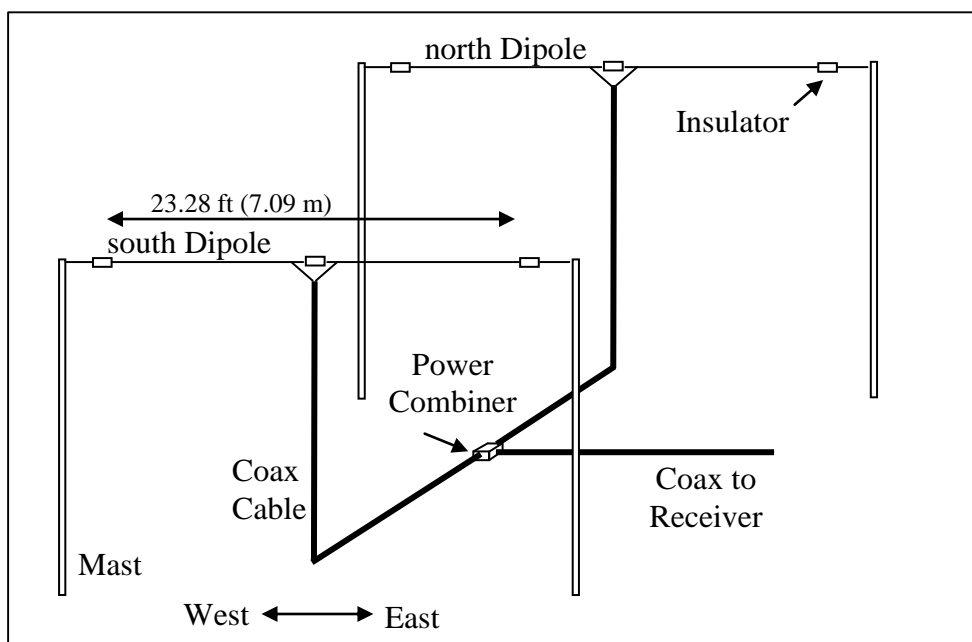 north Dipole
Insulator
23.28 ft (7.09 m)
south Dipole
Power
Combiner
Coax
Cable
Coax to
Receiver
Mast
West
East